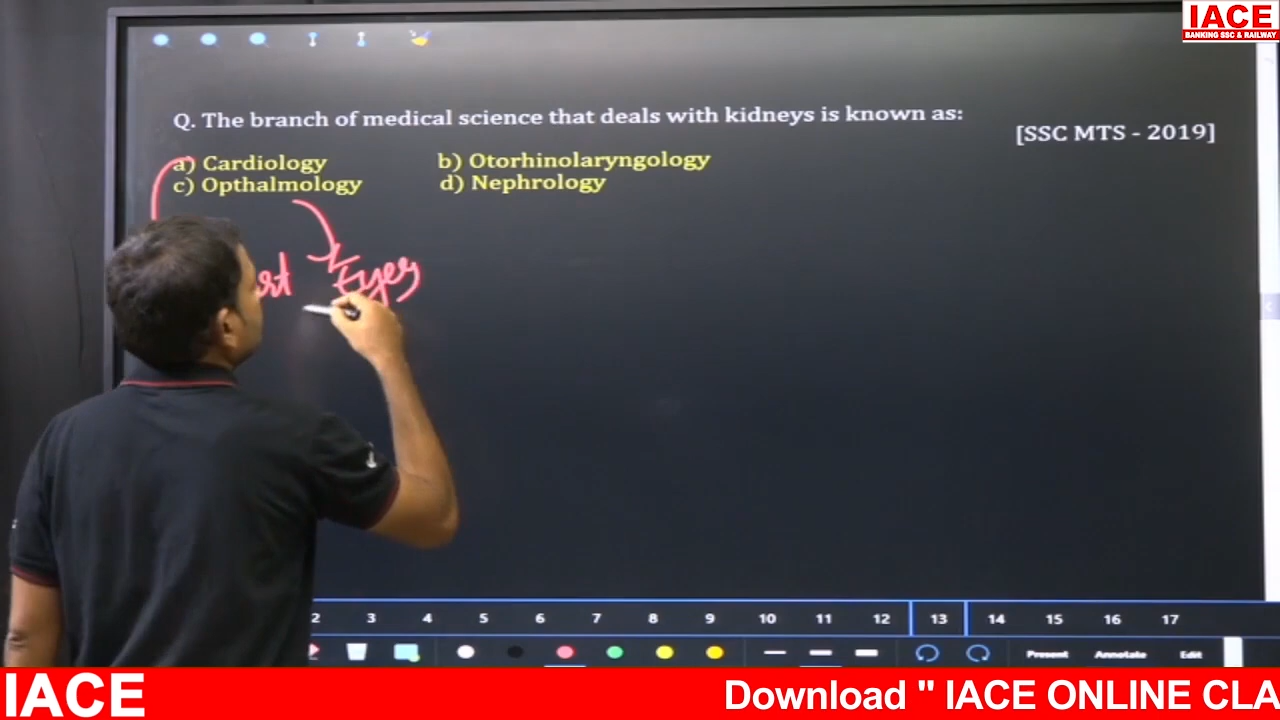 IACE
BANKING SSC & RAILWAY
Q. The branch of medical science that deals with kidneys is known as:
[SSC MTS - 2019]
a) Cardiology b) Otorhinolaryngology
c) Opthalmology d) Nephrology
Eyes
2 3 4 5 6 7 8 9 10 11 12 13 14 15 16 17
Present Annotate Edit
IACE Download " IACE ONLINE CLA